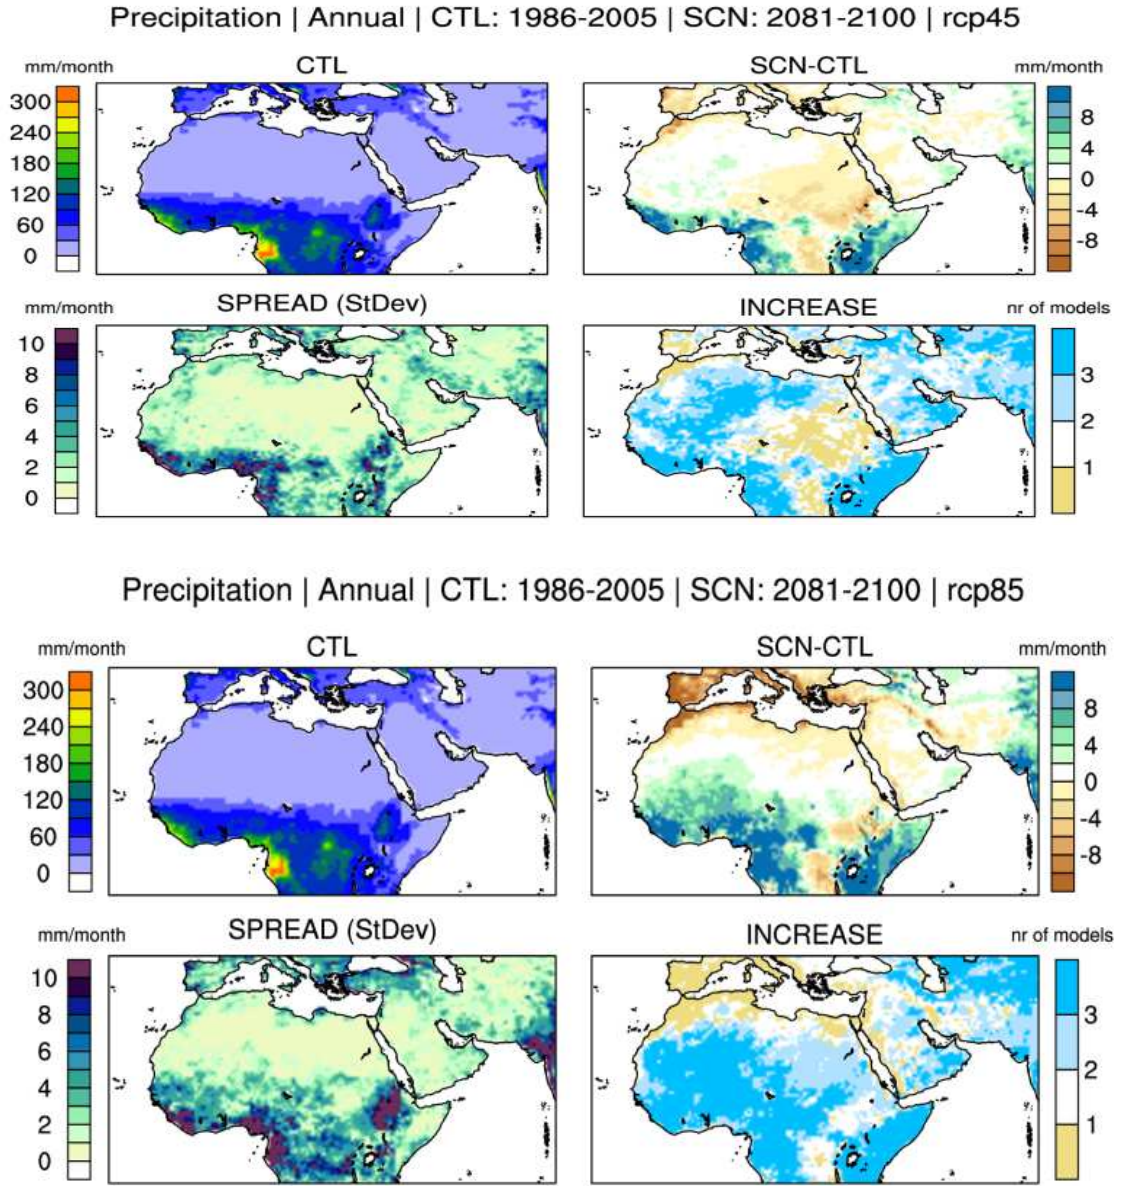 Precipitation | Annual | CTL: 1986-2005 | SCN: 2081-2100 | rcp45
mm/month
CTL
SCN-CTL
mm/month
300
240
180
120
60
0
8
4
0
-4
-8
mm/month
SPREAD (StDev)
INCREASE
nr of models
10
8
6
4
2
0
3
2
1
Precipitation | Annual | CTL: 1986-2005 | SCN: 2081-2100 | rcp85
mm/month
CTL
SCN-CTL
mm/month
300
240
180
120
60
0
8
4
0
-4
-8
mm/month
SPREAD (StDev)
INCREASE
nr of models
10
8
6
4
2
0
3
2
1